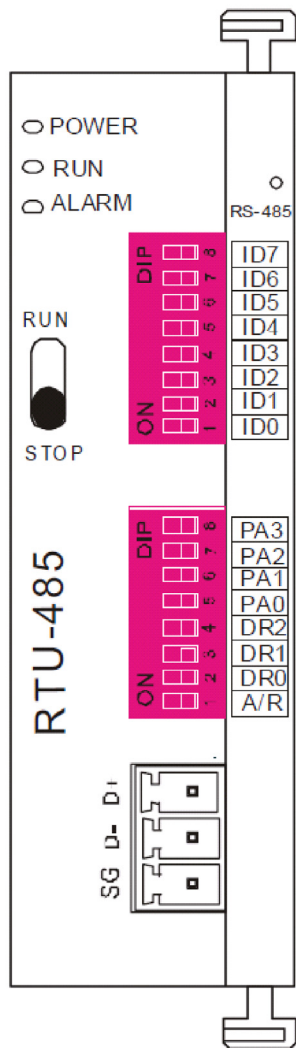 POWER
RUN
ALARM
RS-485
RUN
STOP
DIP
ON
8 ID7
7 ID6
6 ID5
5 ID4
4 ID3
3 ID2
2 ID1
1 ID0
RTU-485
DIP
ON
8 PA3
7 PA2
6 PA1
5 PA0
4 DR2
3 DR1
2 DR0
1 A/R
D+
D-
SG